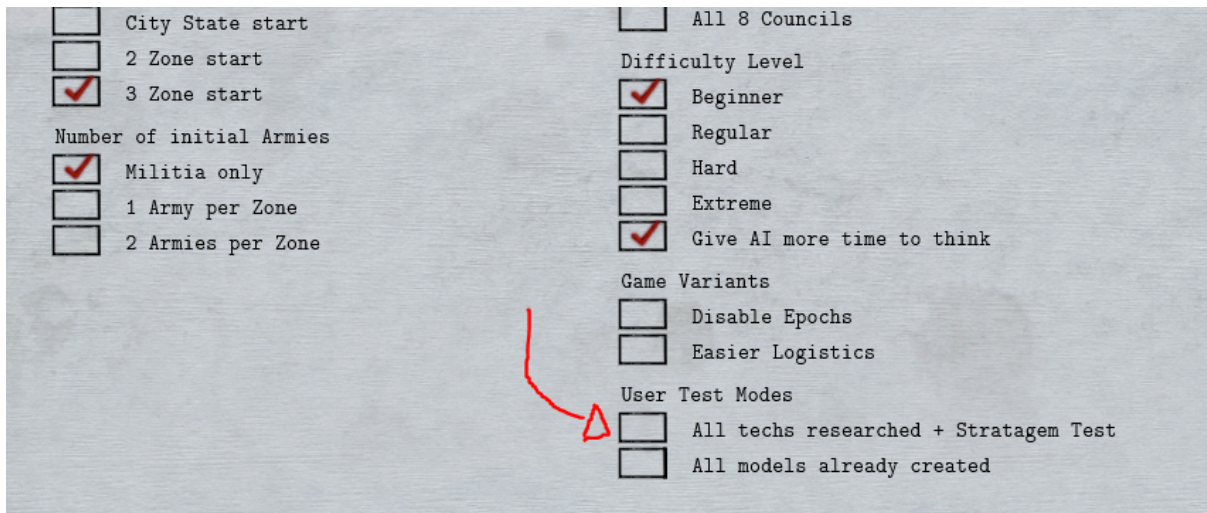 City State start
2 Zone start
3 Zone start
Number of initial Armies
Militia only
1 Army per Zone
2 Armies per Zone
All 8 Councils
Difficulty Level
Beginner
Regular
Hard
Extreme
Give AI more time to think
Game Variants
Disable Epochs
Easier Logistics
User Test Modes
All techs researched + Stratagem Test
All models already created